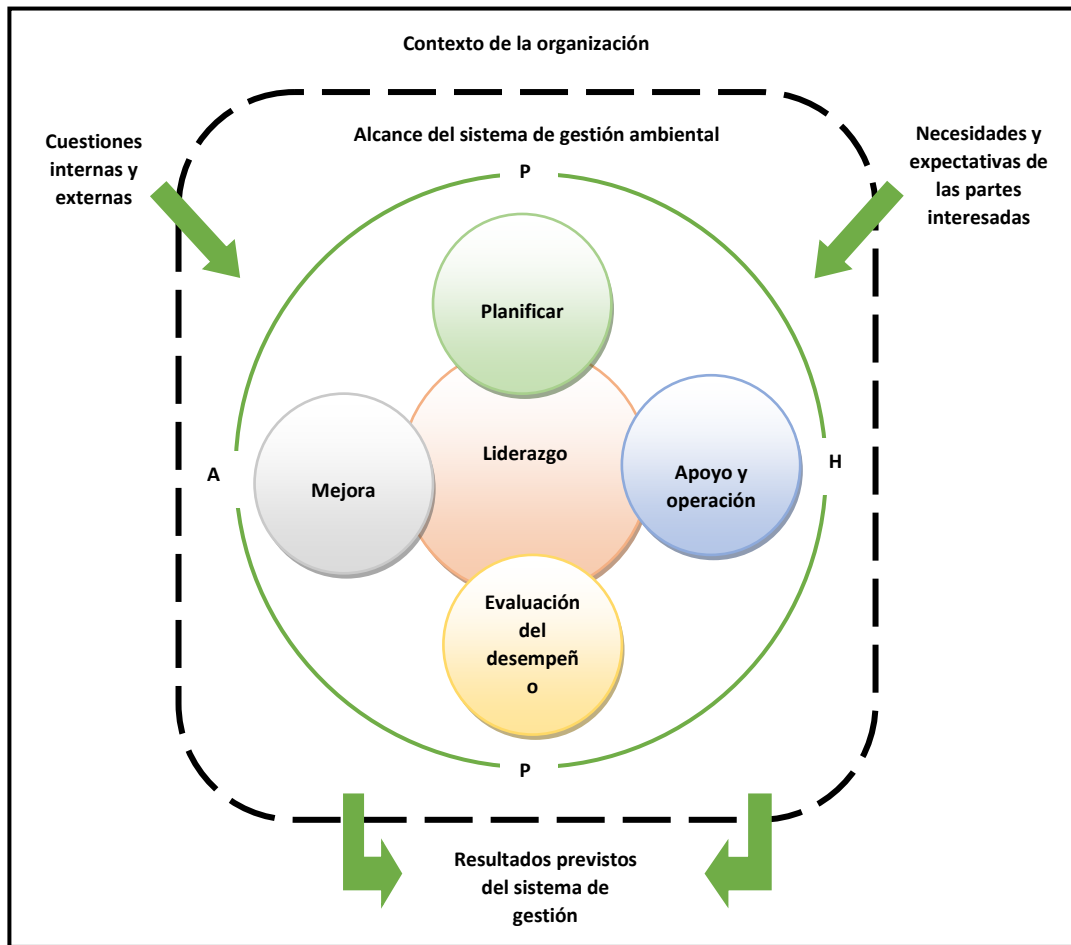 Contexto de la organización
Cuestiones
internas y
externas
Alcance del sistema de gestión ambiental
Necesidades y
expectativas de
las partes
interesadas
P
Planificar
Liderazgo
A
Mejora
Apoyo y
operación
H
Evaluación
del
desempeñ
o
P
Resultados previstos
del sistema de
gestión